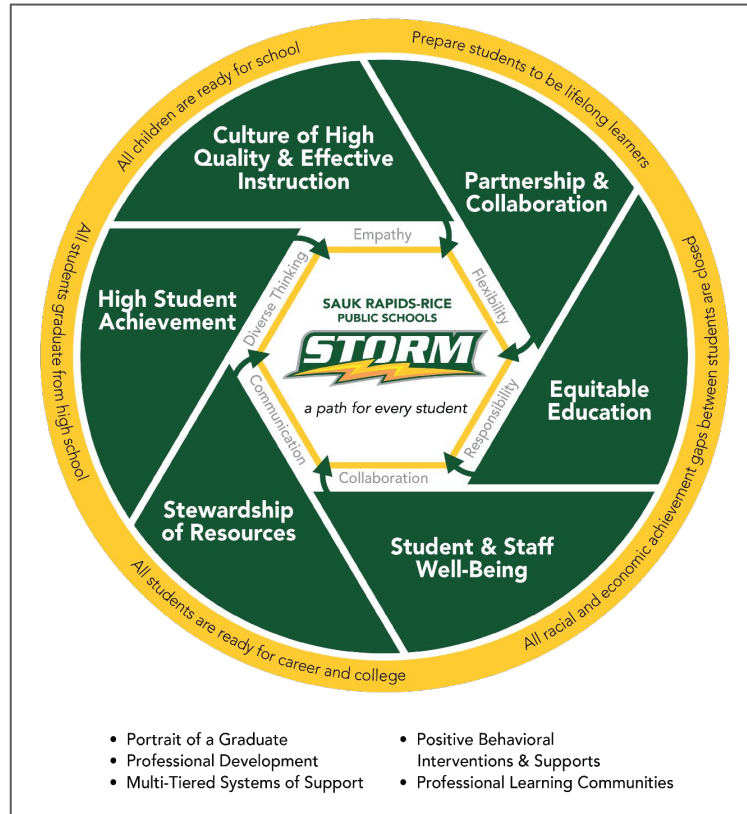 All children are ready for school
Prepare students to be lifelong learners
All racial and economic achievement gaps between students are closed
All students are ready for career and college
All students graduate from high school
Culture of High
Quality & Effective
Instruction
Partnership &
Collaboration
Equitable
Education
Student & Staff
Well-Being
Stewardship
of Resources
High Student
Achievement
Empathy
Flexibility
Responsibility
Collaboration
Communication
Diverse Thinking
SAUK RAPIDS-RICE
PUBLIC SCHOOLS
STORM
a path for every student
• Portrait of a Graduate
• Professional Development
• Multi-Tiered Systems of Support
• Positive Behavioral
Interventions & Supports
• Professional Learning Communities